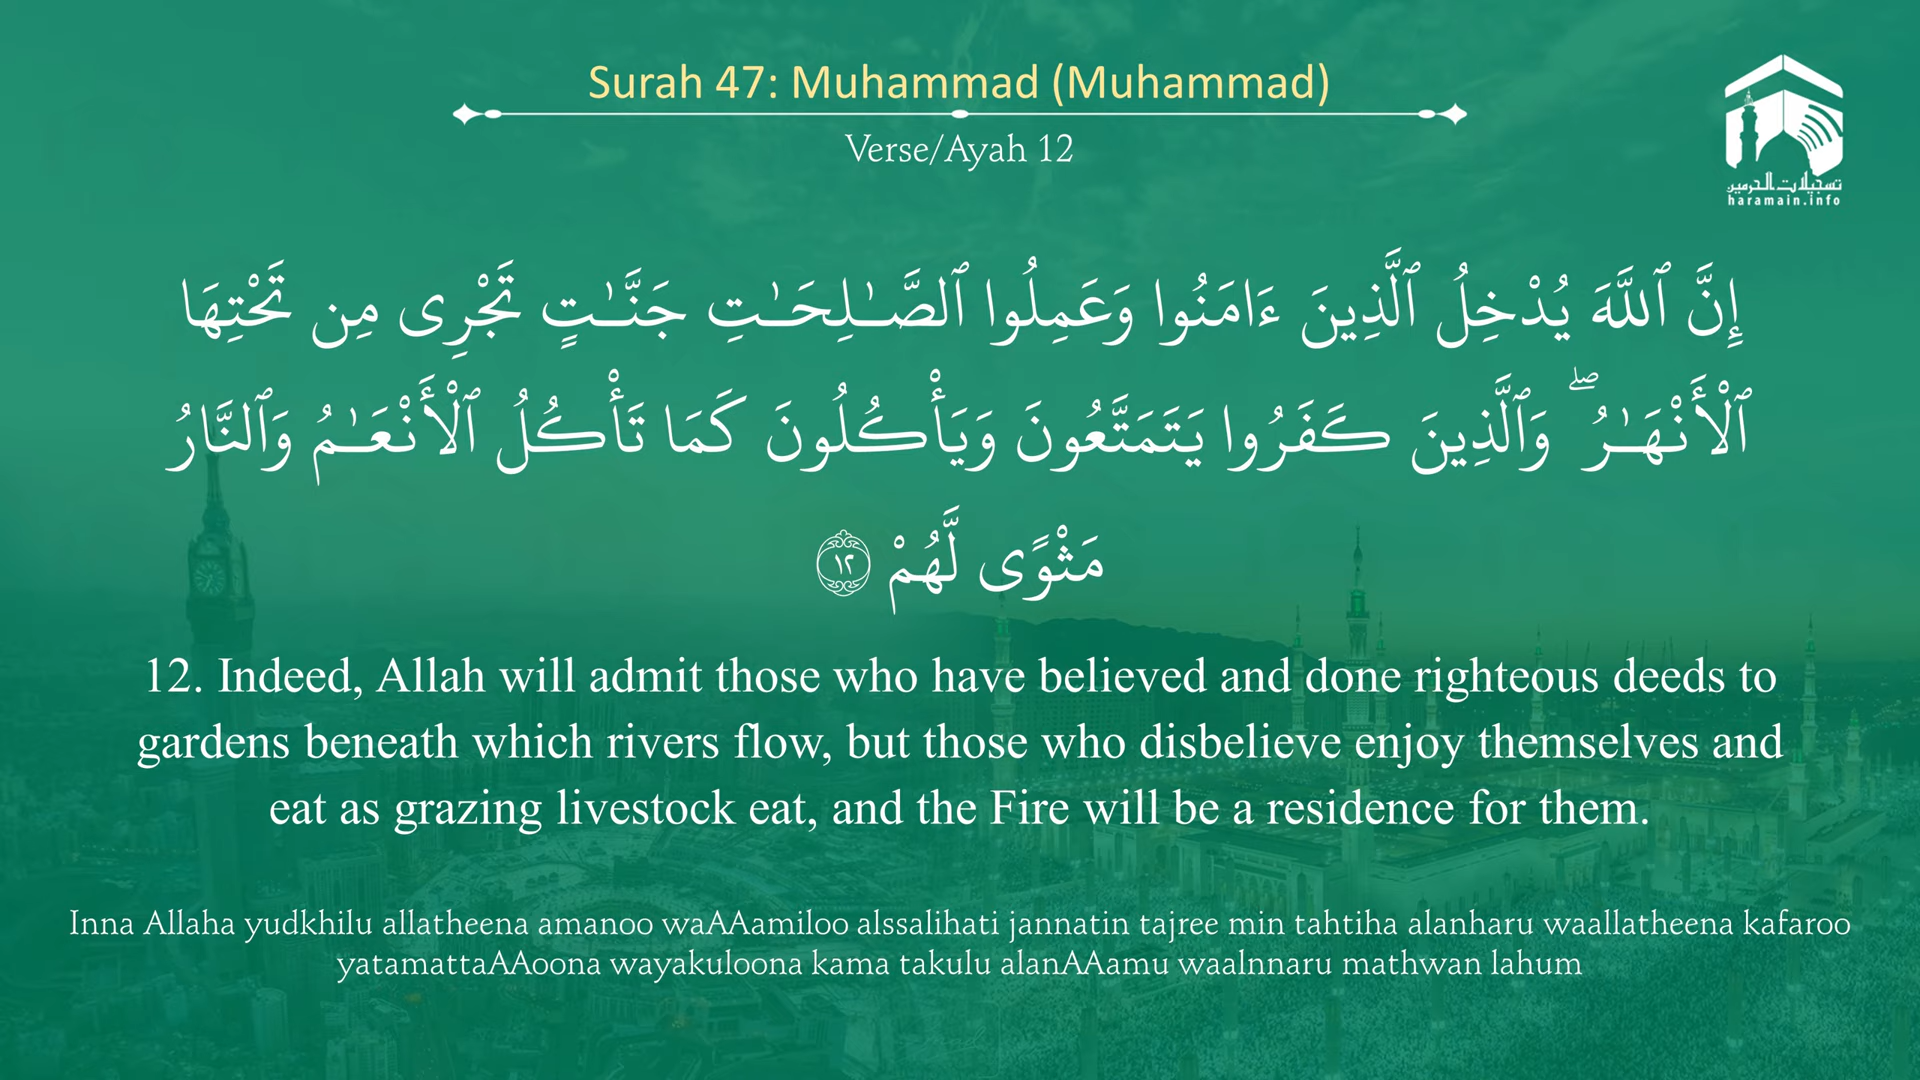 Surah 47: Muhammad (Muhammad)
Verse/Ayah 12
تسجيلات الحرمين
haramain.info
إِنَّ ٱللَّهَ يُدْخِلُ ٱلَّذِينَ ءَامَنُوا وَعَمِلُوا ٱلصَّـٰلِحَـٰتِ جَنَّـٰتٍ تَجْرِى مِن تَحْتِهَا
ٱلْأَنْهَـٰرُ ۖ وَٱلَّذِينَ كَفَرُوا يَتَمَتَّعُونَ وَيَأْكُلُونَ كَمَا تَأْكُلُ ٱلْأَنْعَـٰمُ وَٱلنَّارُ
مَثْوًى لَّهُمْ ١٢
12. Indeed, Allah will admit those who have believed and done righteous deeds to
gardens beneath which rivers flow, but those who disbelieve enjoy themselves and
eat as grazing livestock eat, and the Fire will be a residence for them.
Inna Allaha yudkhilu allatheena amanoo waAAamiloo alssalihati jannatin tajree min tahtiha alanharu waallatheena kafaroo
yatamattaAAoona wayakuloona kama takulu alanAAamu waalnnaru mathwan lahum